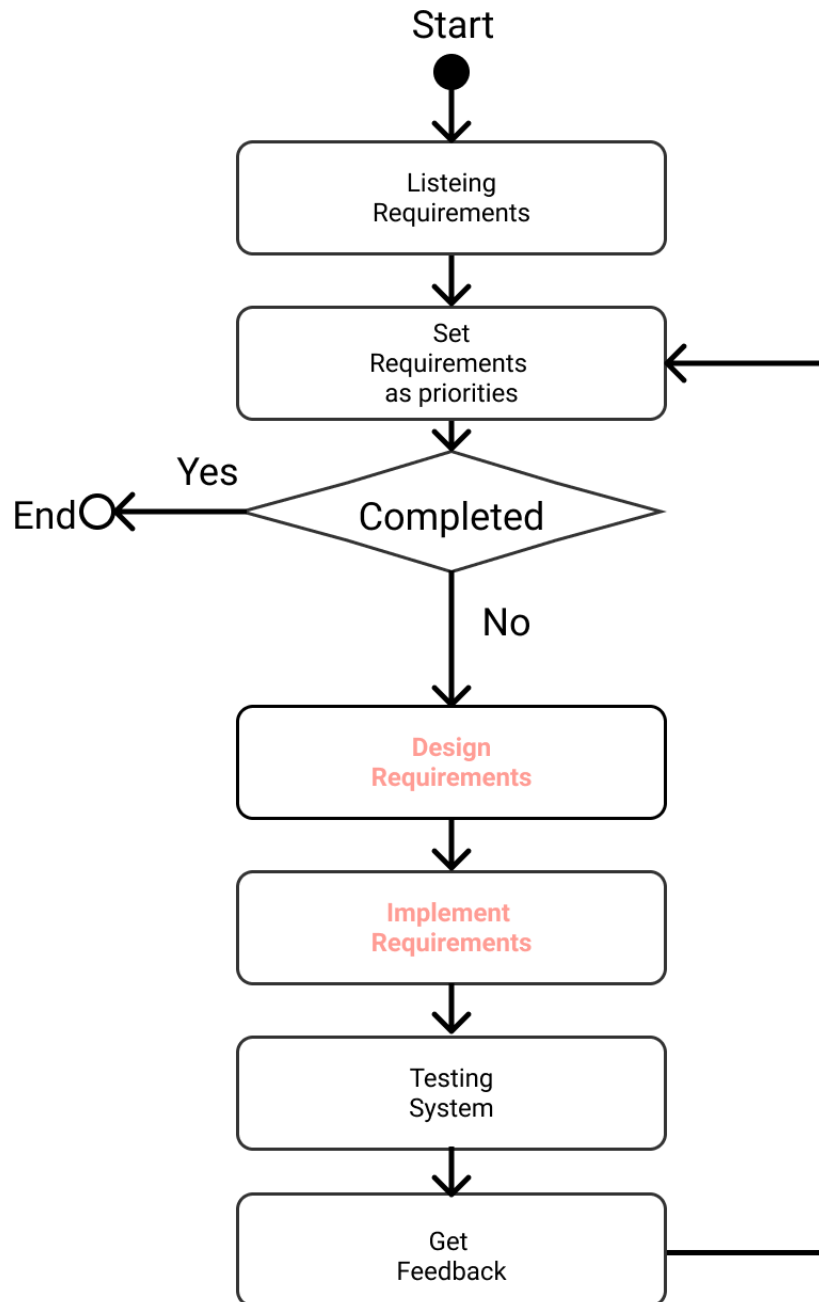 Start
Listeing
Requirements
Set
Requirements
as priorities
Yes
End
Completed
No
Design
Requirements
Implement
Requirements
Testing
System
Get
Feedback